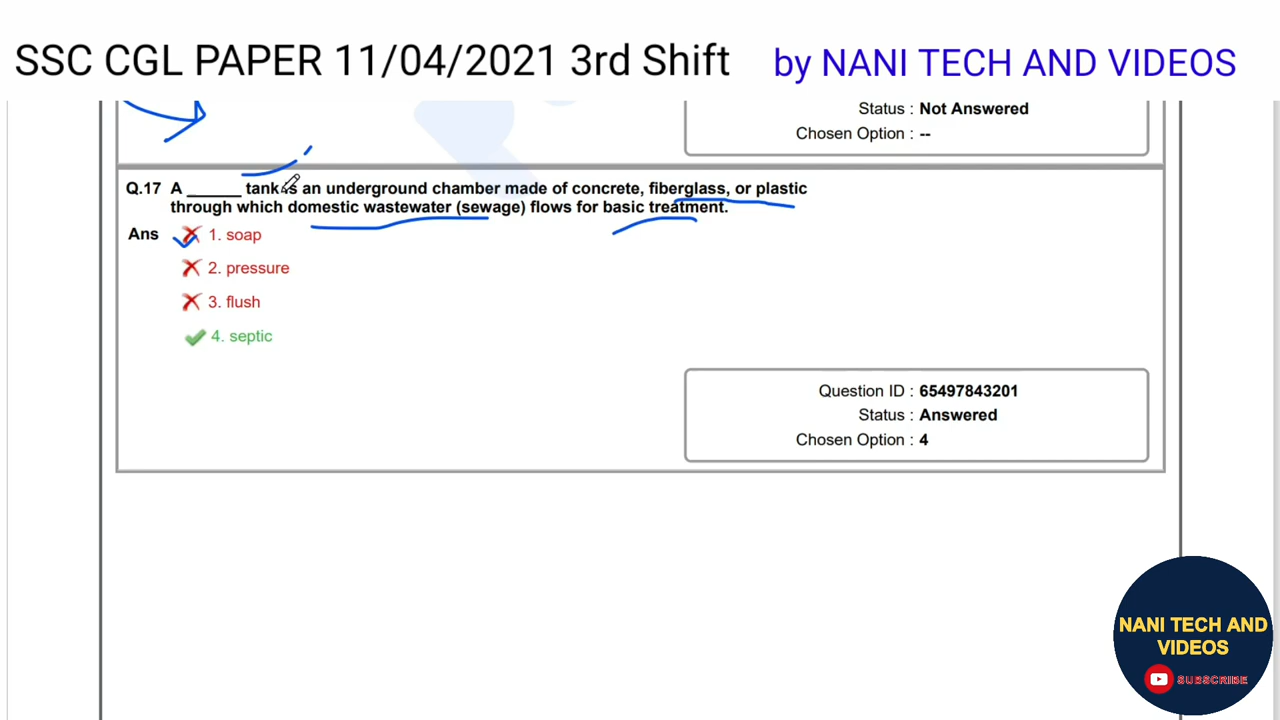 SSC CGL PAPER 11/04/2021 3rd Shift by NANI TECH AND VIDEOS
Status : Not Answered
Chosen Option : --
Q.17 A ______ tank is an underground chamber made of concrete, fiberglass, or plastic
through which domestic wastewater (sewage) flows for basic treatment.
Ans 1. soap
2. pressure
3. flush
4. septic
Question ID : 65497843201
Status : Answered
Chosen Option : 4
NANI TECH AND
VIDEOS
SUBSCRIBE